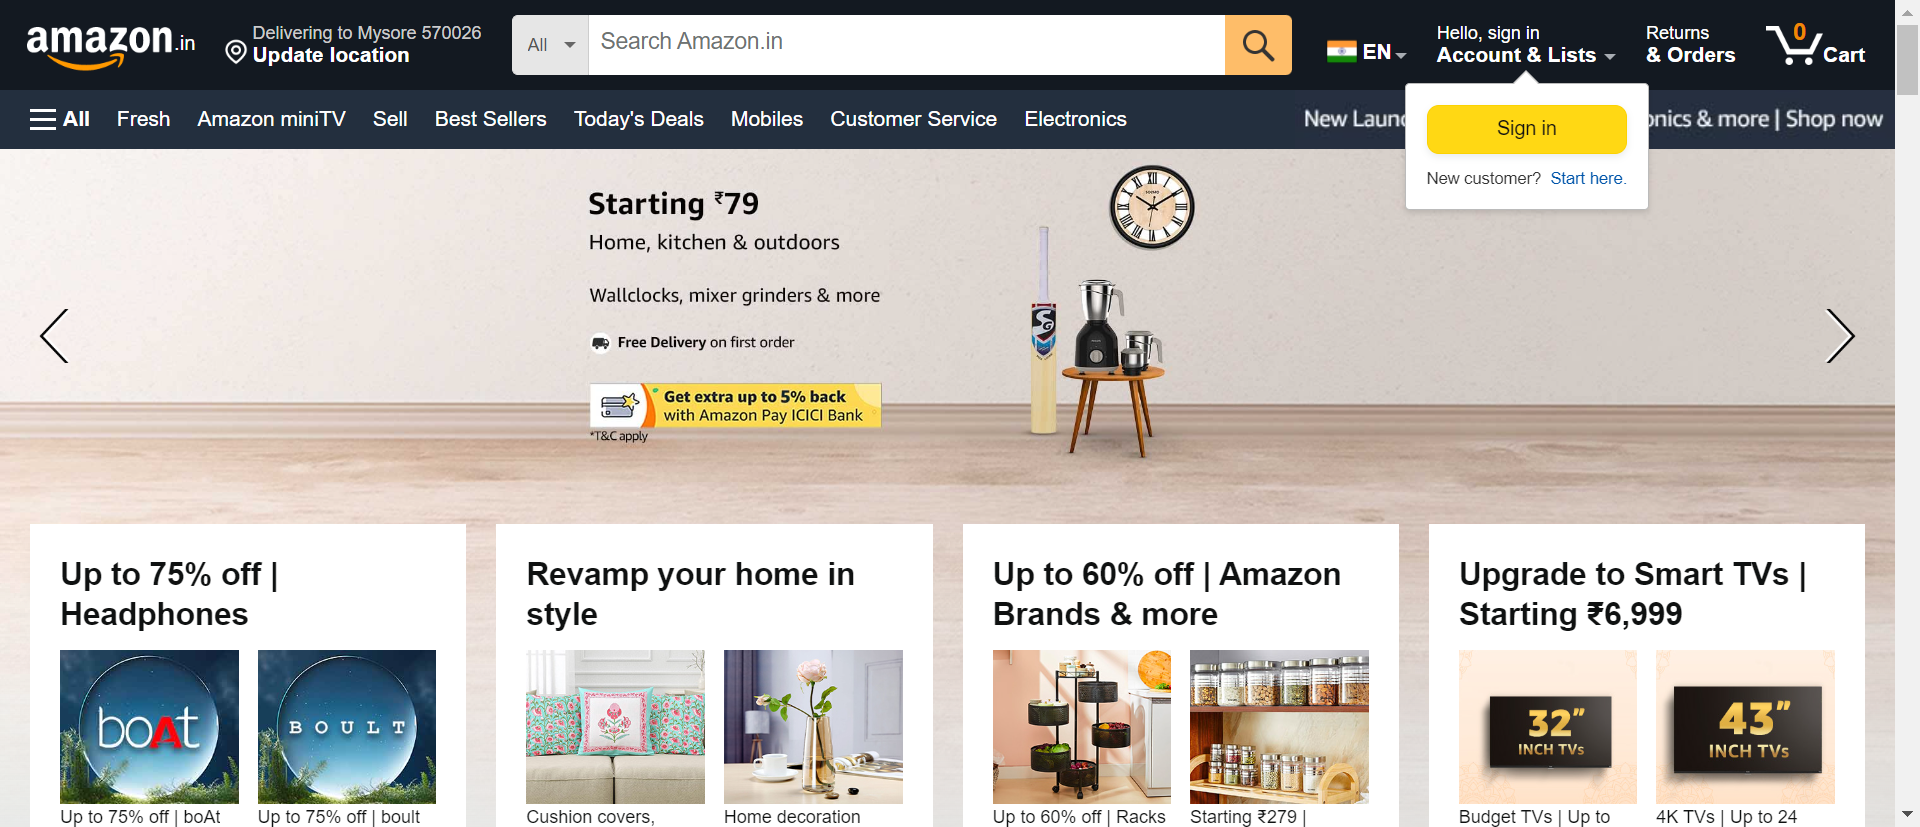 amazon.in
Delivering to Mysore 570026
Update location
All
Search Amazon.in
EN
Hello, sign in
Account & Lists
Returns
& Orders
0
Cart
All
Fresh
Amazon miniTV
Sell
Best Sellers
Today's Deals
Mobiles
Customer Service
Electronics
New Laun
onics & more | Shop now
Sign in
New customer? Start here.
Starting ₹79
Home, kitchen & outdoors
Wallclocks, mixer grinders & more
Free Delivery on first order
Get extra up to 5% back
with Amazon Pay ICICI Bank
*T&C apply
SG
Up to 75% off |
Headphones
boAt
BOULT
Up to 75% off | boAt
Up to 75% off | boult
Revamp your home in
style
Cushion covers,
Home decoration
Up to 60% off | Amazon
Brands & more
Up to 60% off | Racks
Starting ₹279 |
Upgrade to Smart TVs |
Starting ₹6,999
32”
INCH TVs
43”
INCH TVs
Budget TVs | Up to
4K TVs | Up to 24